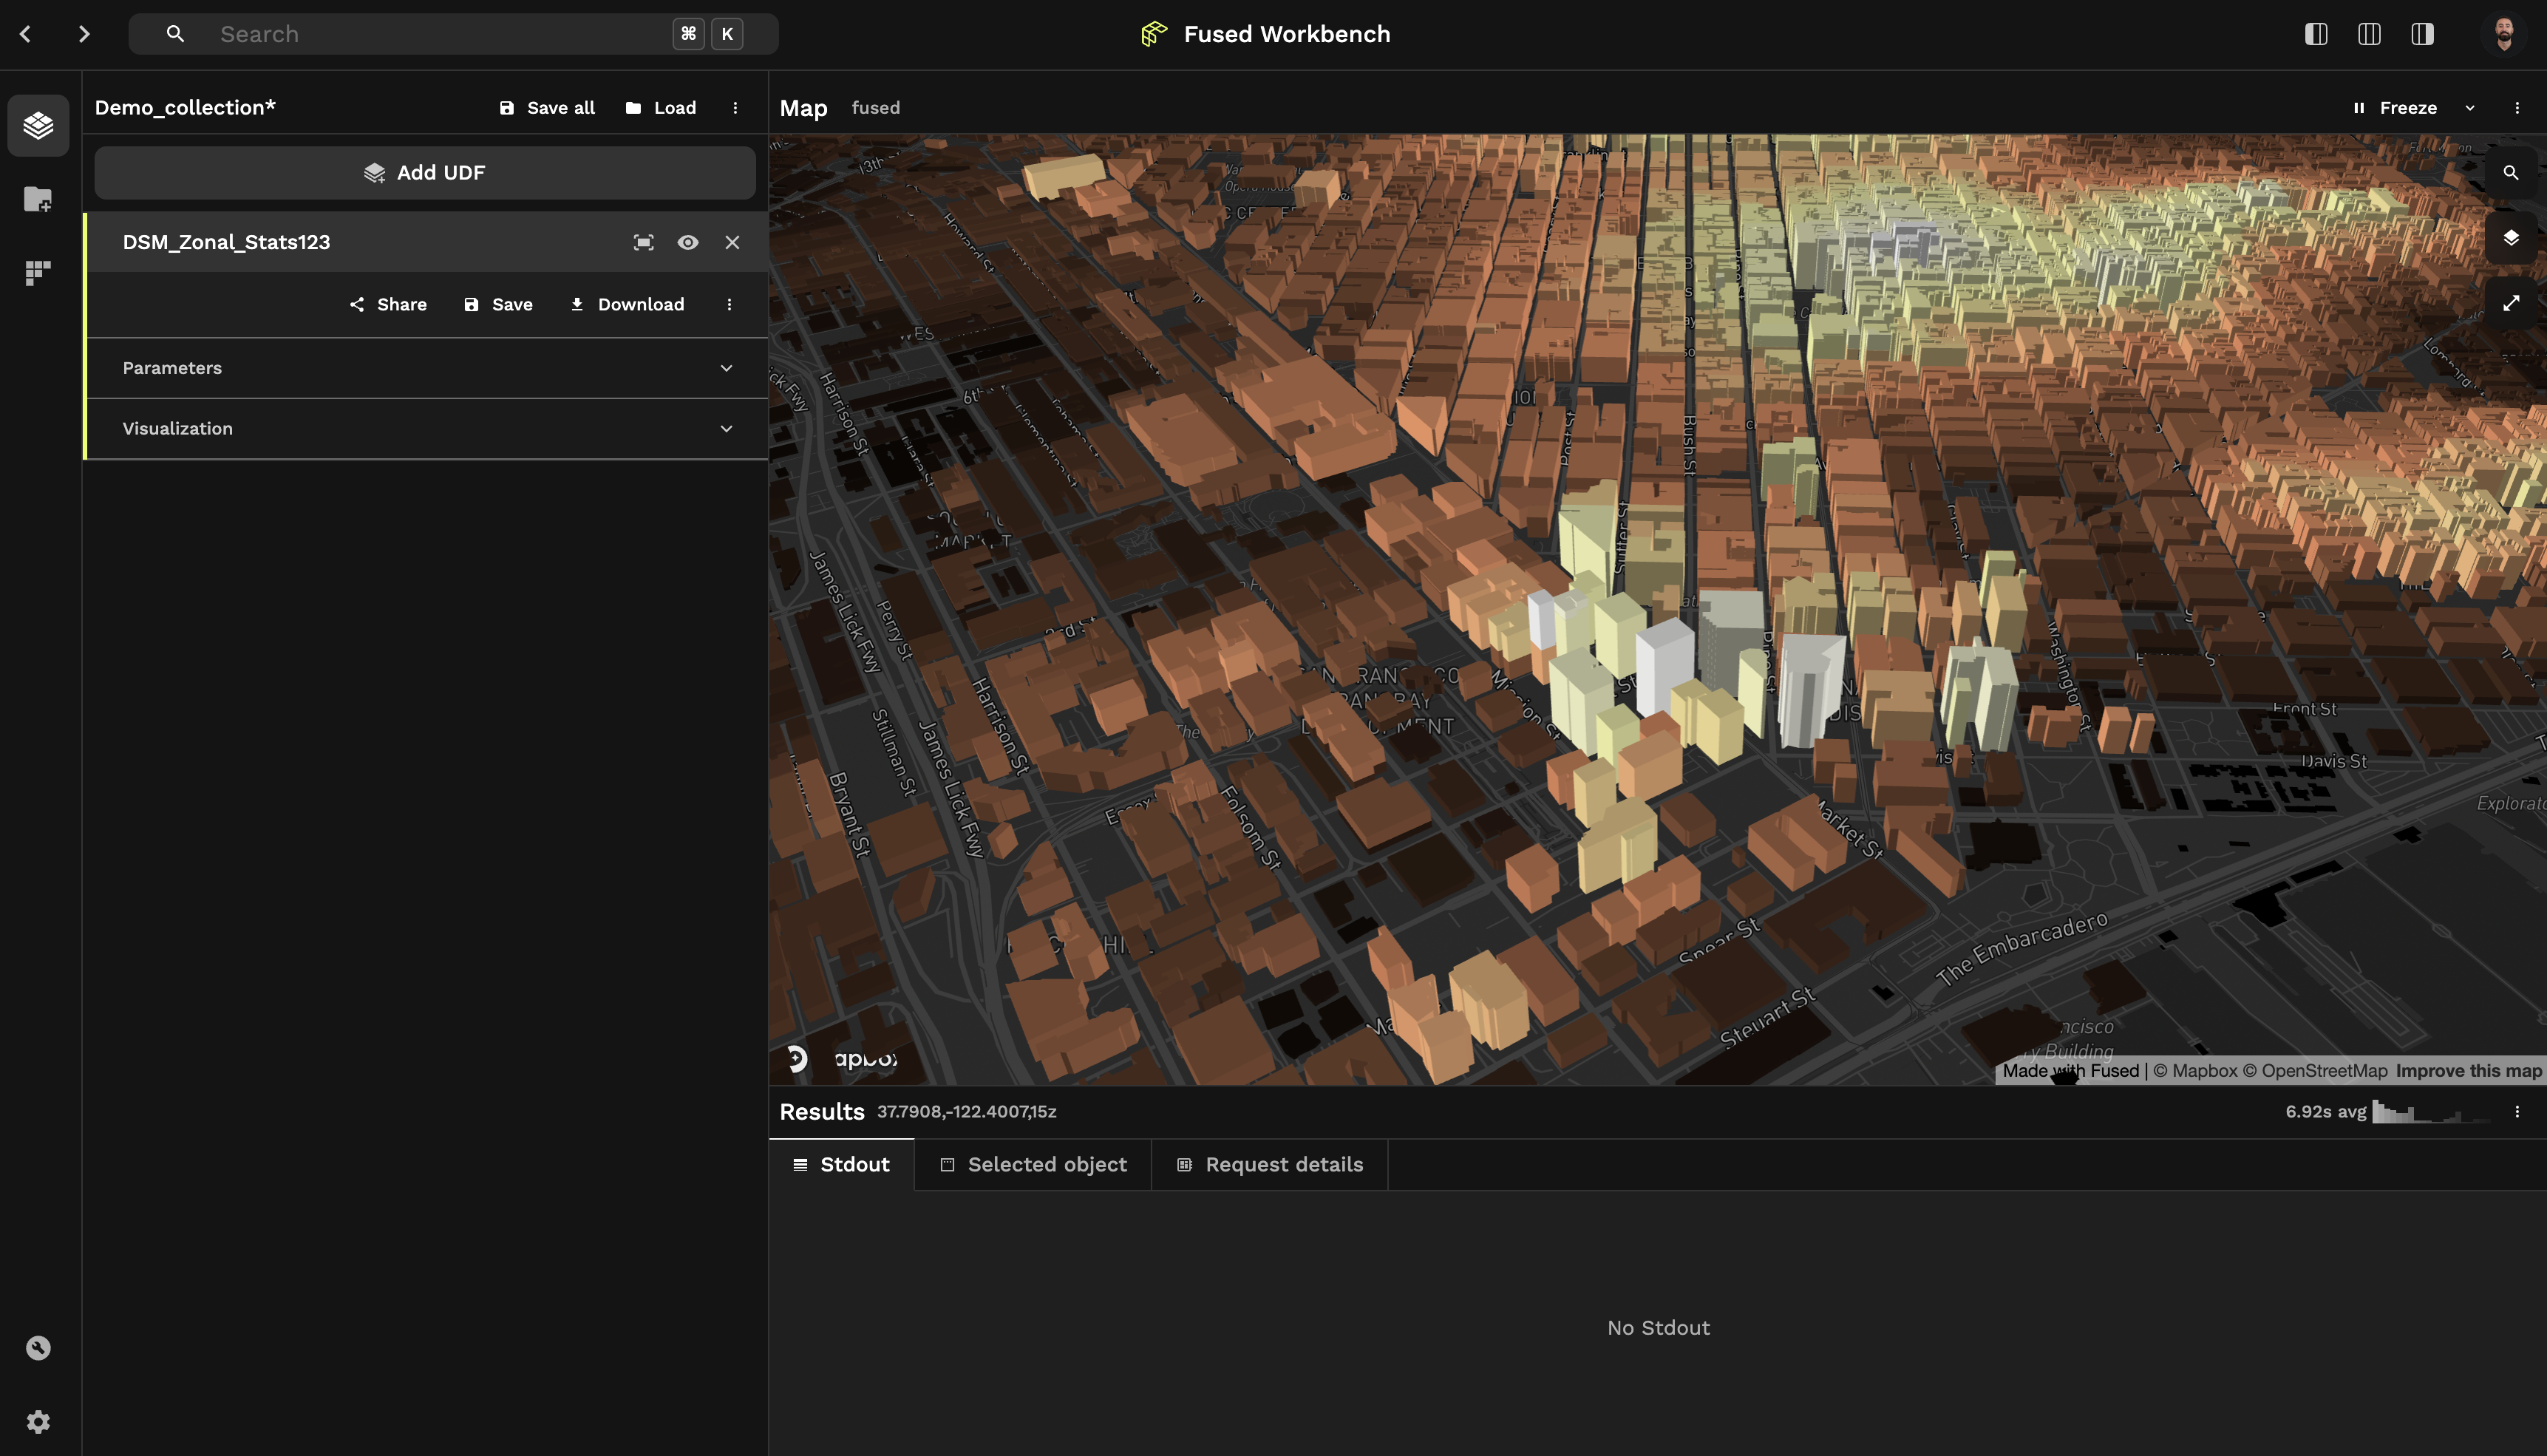 Search
⌘ K
Fused Workbench
Demo_collection*
Save all
Load
Map fused
Freeze
Add UDF
DSM_Zonal_Stats123
Share
Save
Download
Parameters
Visualization
13th
Howard St
Harrison St
6th
James Lick Fwy
Perry St
Harrison St
Stillman St
James Lick Fwy
Bryant St
Folsom St
Mission St
Post St
Bush St
Sutter St
Washington St
Front St
Davis St
Market St
Spear St
Steuart St
The Embarcadero
Made with Fused | © Mapbox © OpenStreetMap Improve this map
Results 37.7908,-122.4007,15z
6.92s avg
Stdout
Selected object
Request details
No Stdout